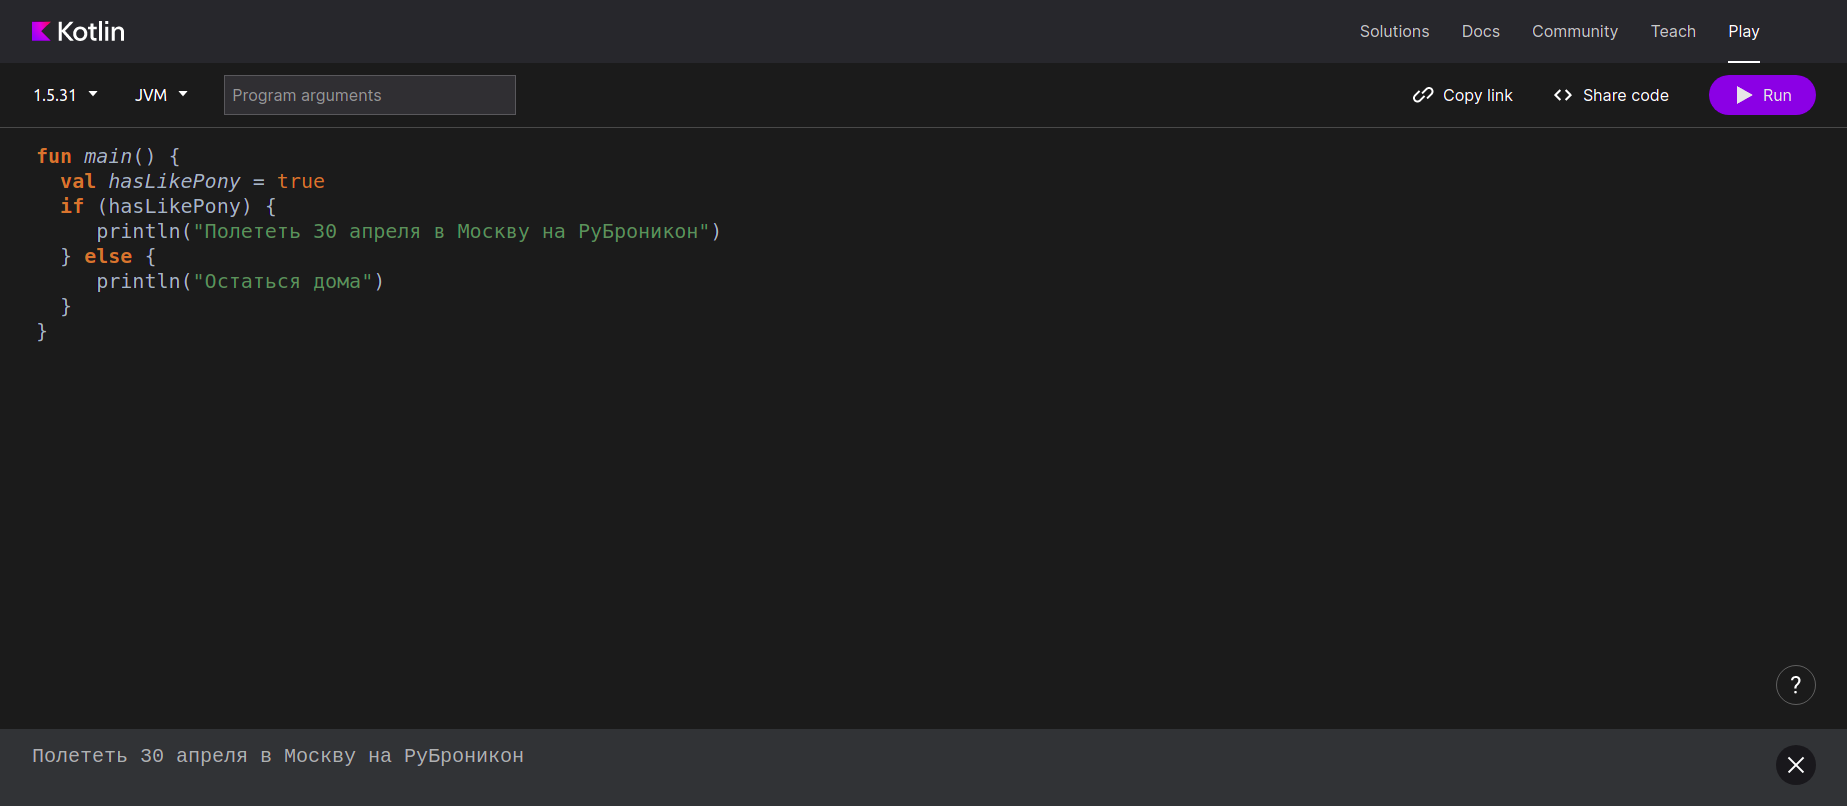 Kotlin
Solutions Docs Community Teach Play
1.5.31 JVM Program arguments Copy link Share code Run
fun main() {
  val hasLikePony = true
  if (hasLikePony) {
     println("Полететь 30 апреля в Москву на РуБроникон")
  } else {
     println("Остаться дома")
  }
}
?
Полететь 30 апреля в Москву на РуБроникон